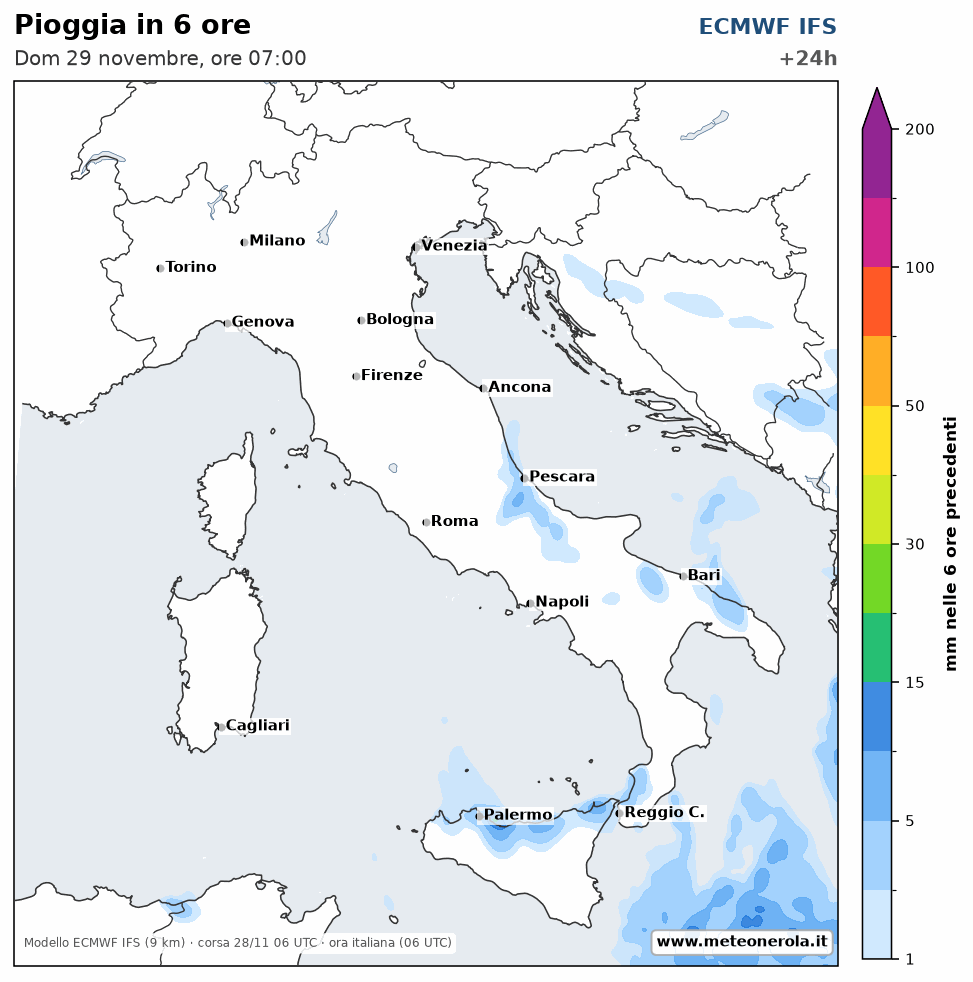 Pioggia in 6 ore
ECMWF IFS
Dom 29 novembre, ore 07:00
+24h
200
Milano
Venezia
Torino
100
Genova
Bologna
Firenze
Ancona
50
Pescara
Roma
30
Bari
Napoli
15
Cagliari
Palermo
Reggio C.
5
mm nelle 6 ore precedenti
Modello ECMWF IFS (9 km) · corsa 28/11 06 UTC · ora italiana (06 UTC)
www.meteonerola.it
1